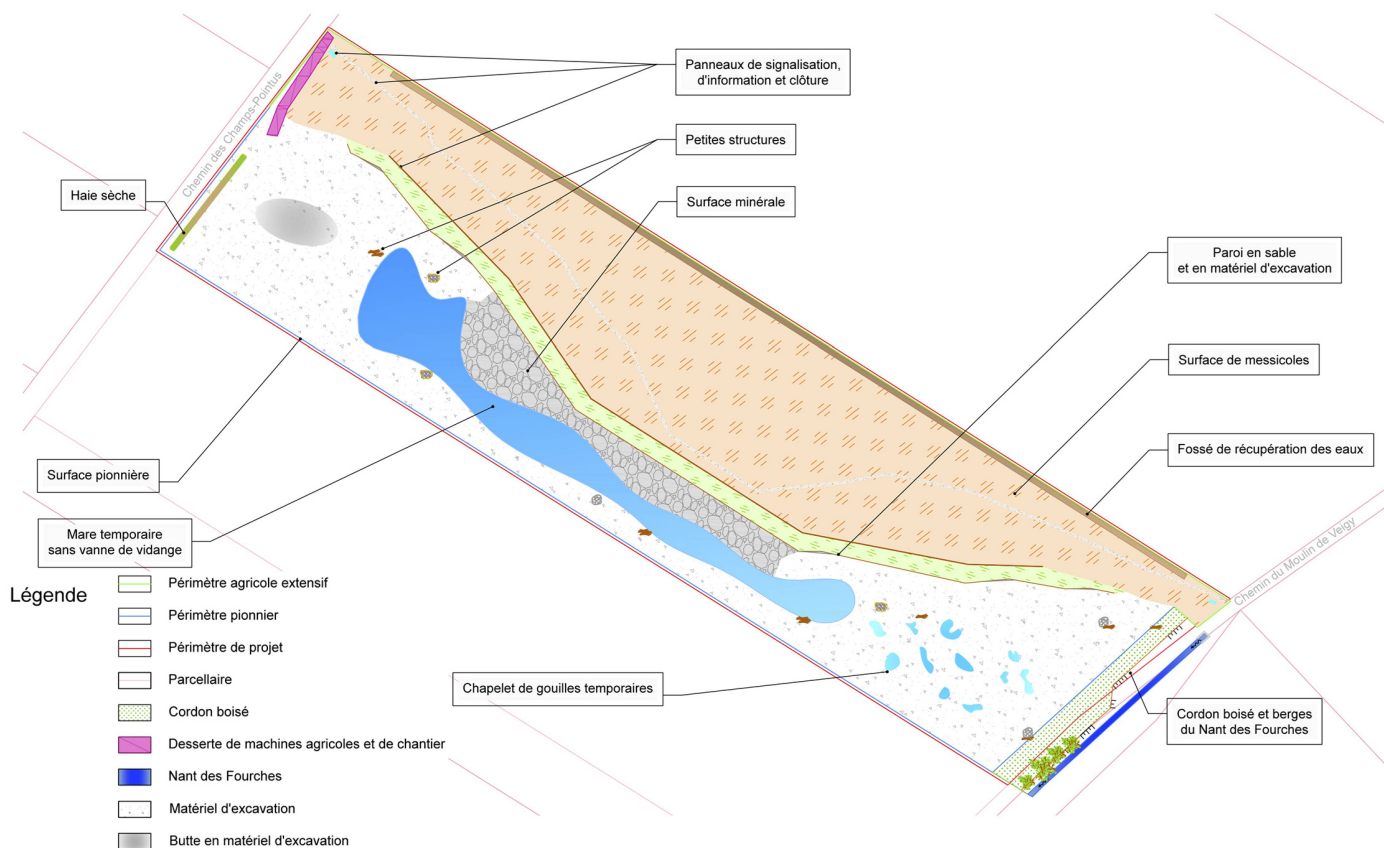 Panneaux de signalisation,
d'information et clôture
Chemin des Champs-Pointus
Petites structures
Haie sèche
Surface minérale
Paroi en sable
et en matériel d'excavation
Surface de messicoles
Fossé de récupération des eaux
Surface pionnière
Mare temporaire
sans vanne de vidange
Chemin du Moulin de Veigy
Légende
Périmètre agricole extensif
Périmètre pionnier
Périmètre de projet
Parcellaire
Cordon boisé
Desserte de machines agricoles et de chantier
Nant des Fourches
Matériel d'excavation
Butte en matériel d'excavation
Chapelet de gouilles temporaires
Cordon boisé et berges
du Nant des Fourches